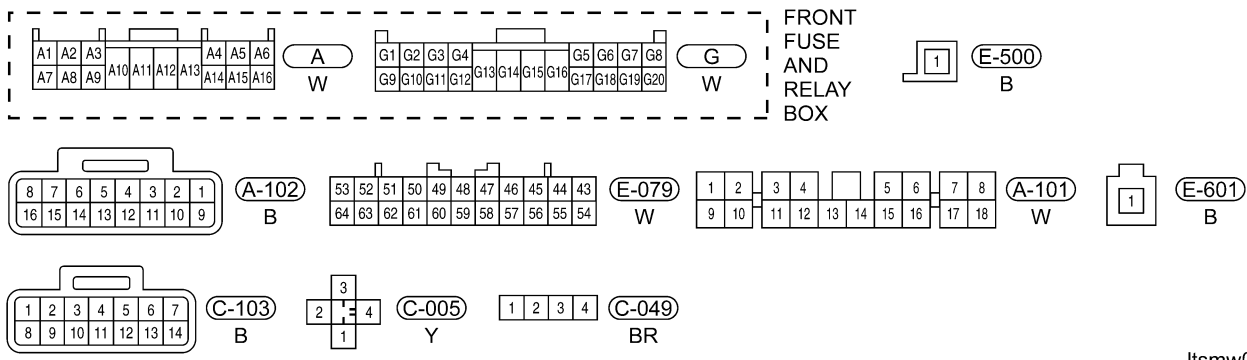 A1 A2 A3 A4 A5 A6
A7 A8 A9 A10 A11 A12 A13 A14 A15 A16
A
W
G1 G2 G3 G4 G5 G6 G7 G8
G9 G10 G11 G12 G13 G14 G15 G16 G17 G18 G19 G20
G
W
FRONT
FUSE
AND
RELAY
BOX
1
E-500
B
8 7 6 5 4 3 2 1
16 15 14 13 12 11 10 9
A-102
B
53 52 51 50 49 48 47 46 45 44 43
64 63 62 61 60 59 58 57 56 55 54
E-079
W
1 2 3 4 5 6 7 8
9 10 11 12 13 14 15 16 17 18
A-101
W
1
E-601
B
1 2 3 4 5 6 7
8 9 10 11 12 13 14
C-103
B
3
2 4
1
C-005
Y
1 2 3 4
C-049
BR